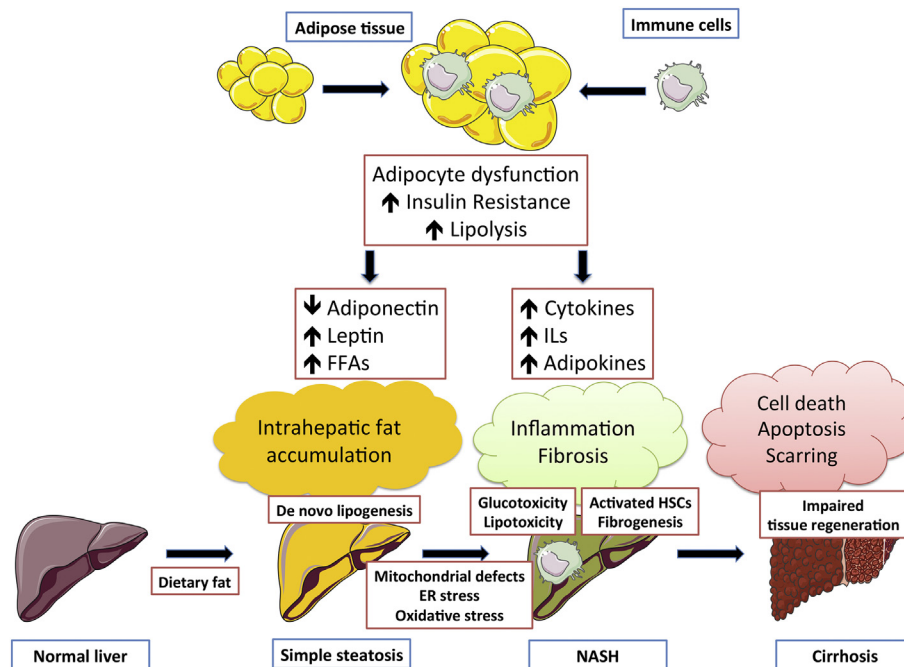 Adipose tissue
Immune cells
Adipocyte dysfunction
Insulin Resistance
Lipolysis
Adiponectin
Leptin
FFAs
Cytokines
ILs
Adipokines
Intrahepatic fat
accumulation
Inflammation
Fibrosis
Cell death
Apoptosis
Scarring
De novo lipogenesis
Glucotoxicity
Lipotoxicity
Activated HSCs
Fibrogenesis
Impaired
tissue regeneration
Dietary fat
Mitochondrial defects
ER stress
Oxidative stress
Normal liver
Simple steatosis
NASH
Cirrhosis